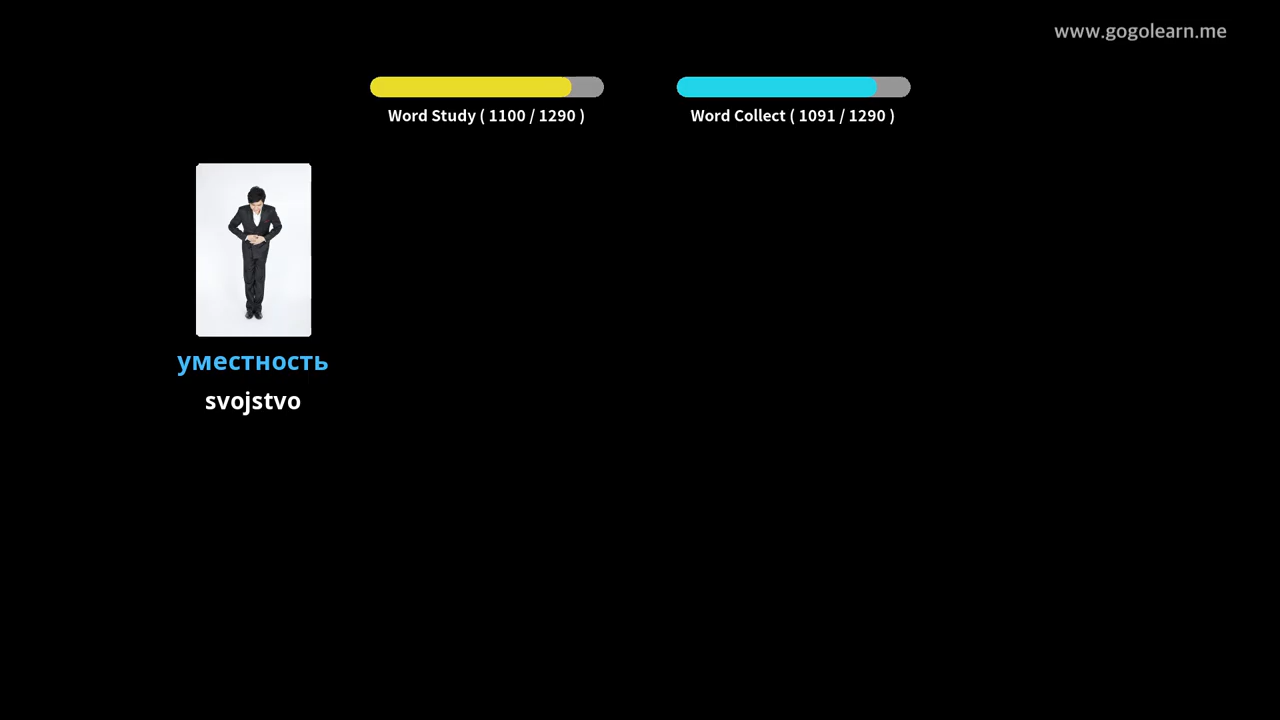 www.gogolearn.me
Word Study ( 1100 / 1290 )
Word Collect ( 1091 / 1290 )
уместность
svojstvo